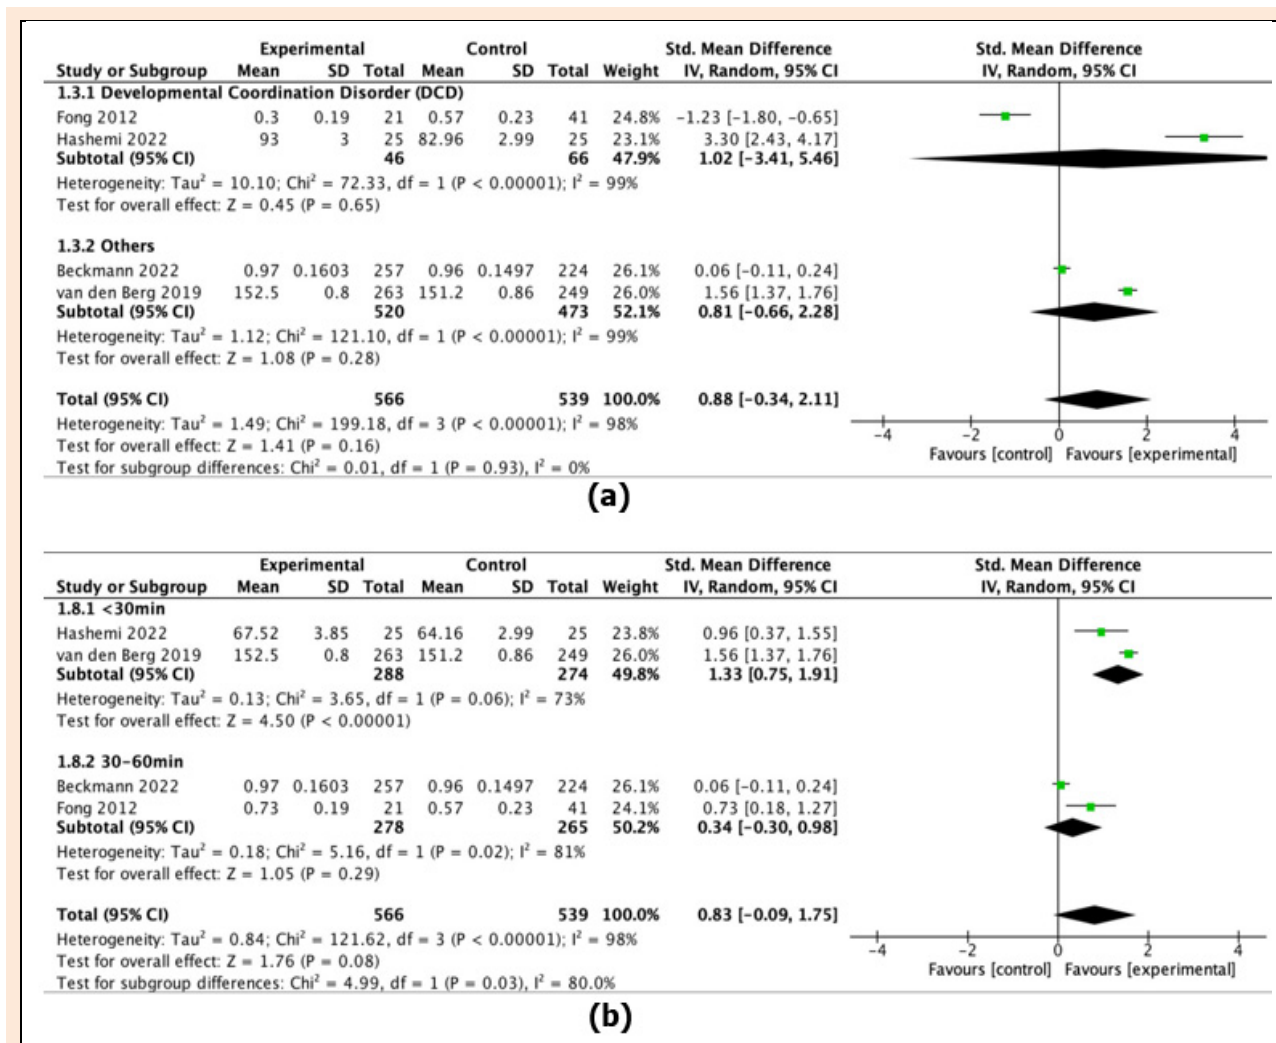 Experimental Control Std. Mean Difference Std. Mean Difference
Study or Subgroup Mean SD Total Mean SD Total Weight IV, Random, 95% CI IV, Random, 95% CI
1.3.1 Developmental Coordination Disorder (DCD)
Fong 2012 0.3 0.19 21 0.57 0.23 41 24.8% −1.23 [−1.80, −0.65]
Hashemi 2022 93 3 25 82.96 2.99 25 23.1% 3.30 [2.43, 4.17]
Subtotal (95% CI) 46 66 47.9% 1.02 [−3.41, 5.46]
Heterogeneity: Tau² = 10.10; Chi² = 72.33, df = 1 (P < 0.00001); I² = 99%
Test for overall effect: Z = 0.45 (P = 0.65)
1.3.2 Others
Beckmann 2022 0.97 0.1603 257 0.96 0.1497 224 26.1% 0.06 [−0.11, 0.24]
van den Berg 2019 152.5 0.8 263 151.2 0.86 249 26.0% 1.56 [1.37, 1.76]
Subtotal (95% CI) 520 473 52.1% 0.81 [−0.66, 2.28]
Heterogeneity: Tau² = 1.12; Chi² = 121.10, df = 1 (P < 0.00001); I² = 99%
Test for overall effect: Z = 1.08 (P = 0.28)
Total (95% CI) 566 539 100.0% 0.88 [−0.34, 2.11]
Heterogeneity: Tau² = 1.49; Chi² = 199.18, df = 3 (P < 0.00001); I² = 98%
Test for overall effect: Z = 1.41 (P = 0.16)
Test for subgroup differences: Chi² = 0.01, df = 1 (P = 0.93), I² = 0%
−4 −2 0 2 4
Favours [control] Favours [experimental]
(a)
Experimental Control Std. Mean Difference Std. Mean Difference
Study or Subgroup Mean SD Total Mean SD Total Weight IV, Random, 95% CI IV, Random, 95% CI
1.8.1 <30min
Hashemi 2022 67.52 3.85 25 64.16 2.99 25 23.8% 0.96 [0.37, 1.55]
van den Berg 2019 152.5 0.8 263 151.2 0.86 249 26.0% 1.56 [1.37, 1.76]
Subtotal (95% CI) 288 274 49.8% 1.33 [0.75, 1.91]
Heterogeneity: Tau² = 0.13; Chi² = 3.65, df = 1 (P = 0.06); I² = 73%
Test for overall effect: Z = 4.50 (P < 0.00001)
1.8.2 30−60min
Beckmann 2022 0.97 0.1603 257 0.96 0.1497 224 26.1% 0.06 [−0.11, 0.24]
Fong 2012 0.73 0.19 21 0.57 0.23 41 24.1% 0.73 [0.18, 1.27]
Subtotal (95% CI) 278 265 50.2% 0.34 [−0.30, 0.98]
Heterogeneity: Tau² = 0.18; Chi² = 5.16, df = 1 (P = 0.02); I² = 81%
Test for overall effect: Z = 1.05 (P = 0.29)
Total (95% CI) 566 539 100.0% 0.83 [−0.09, 1.75]
Heterogeneity: Tau² = 0.84; Chi² = 121.62, df = 3 (P < 0.00001); I² = 98%
Test for overall effect: Z = 1.76 (P = 0.08)
Test for subgroup differences: Chi² = 4.99, df = 1 (P = 0.03), I² = 80.0%
−4 −2 0 2 4
Favours [control] Favours [experimental]
(b)